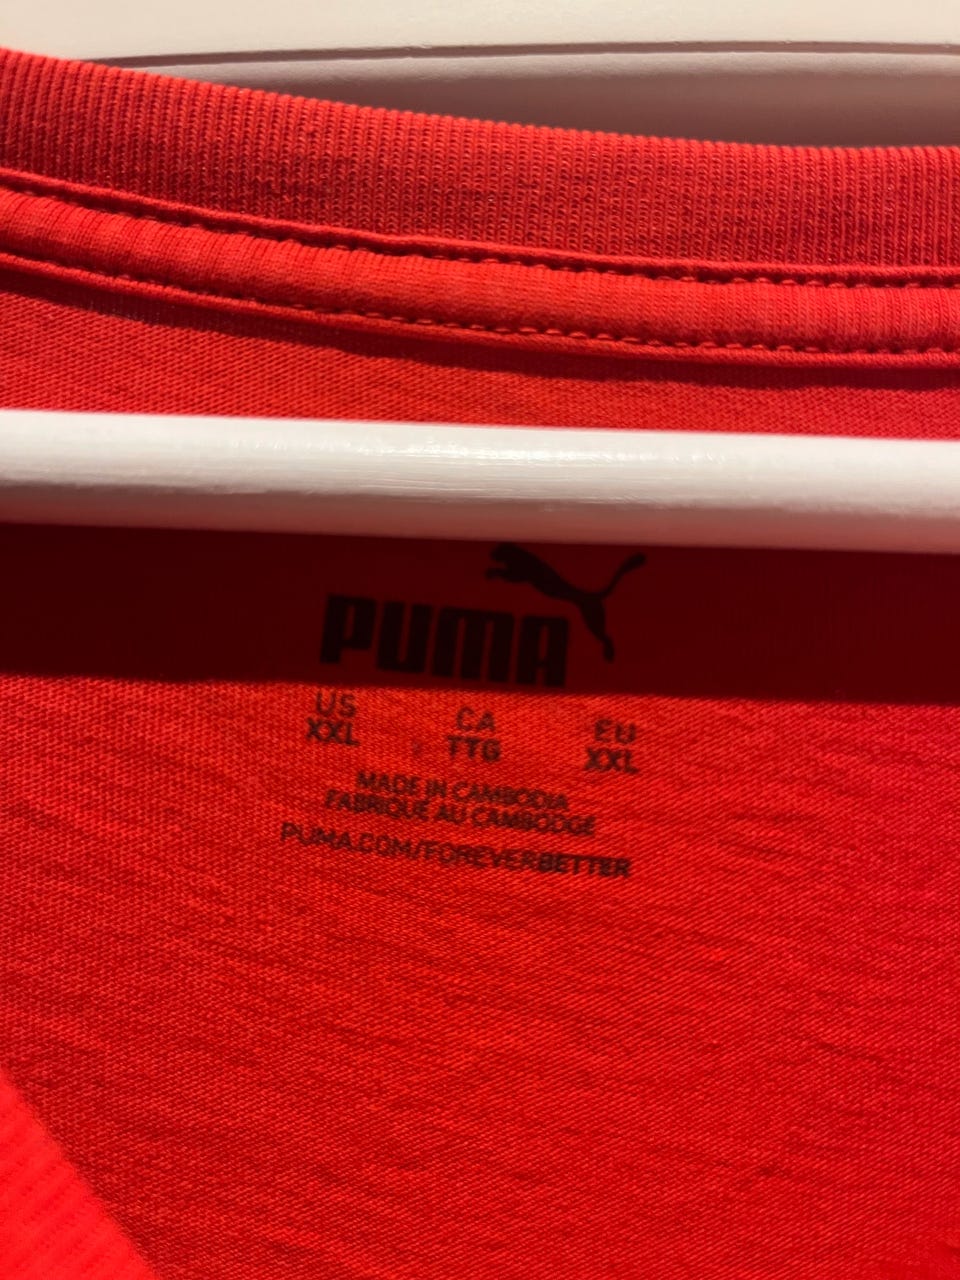 PUMA
US CA EU
XXL TTG XXL
MADE IN CAMBODIA
FABRIQUE AU CAMBODGE
PUMA.COM/FOREVERBETTER